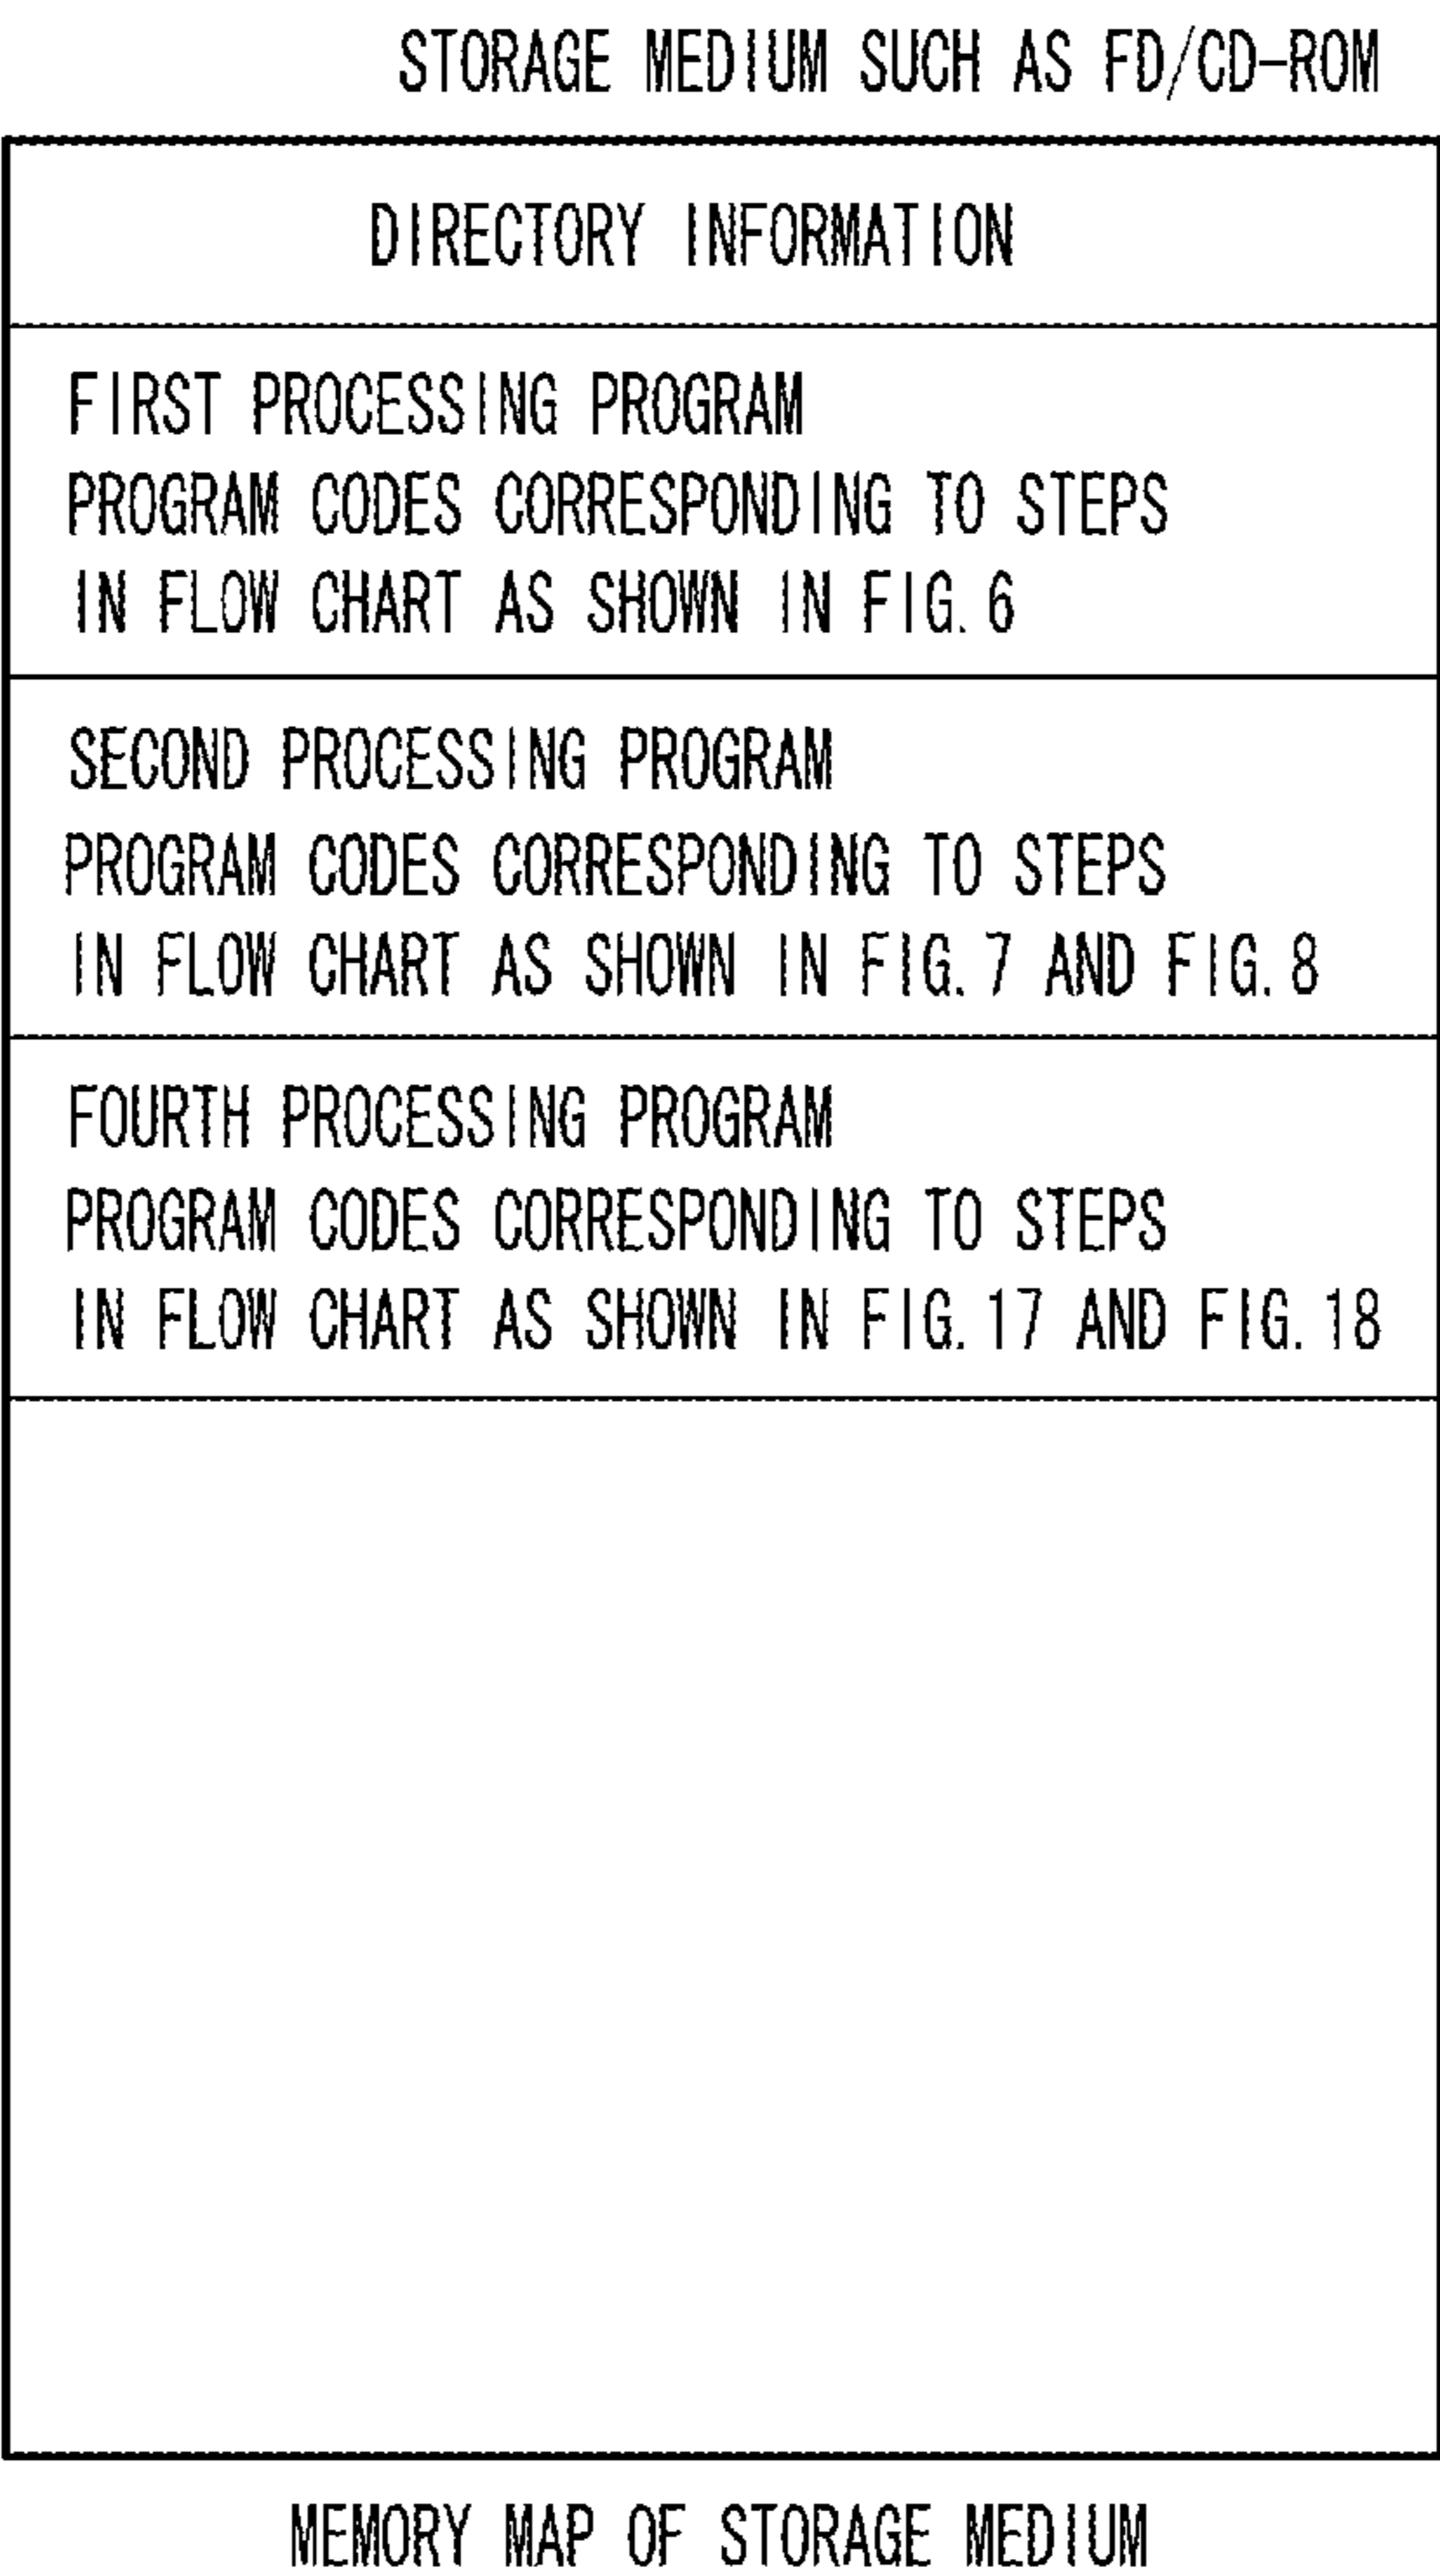 STORAGE MEDIUM SUCH AS FD/CD-ROM
DIRECTORY INFORMATION
FIRST PROCESSING PROGRAM
PROGRAM CODES CORRESPONDING TO STEPS
IN FLOW CHART AS SHOWN IN FIG. 6
SECOND PROCESSING PROGRAM
PROGRAM CODES CORRESPONDING TO STEPS
IN FLOW CHART AS SHOWN IN FIG. 7 AND FIG. 8
FOURTH PROCESSING PROGRAM
PROGRAM CODES CORRESPONDING TO STEPS
IN FLOW CHART AS SHOWN IN FIG. 17 AND FIG. 18
MEMORY MAP OF STORAGE MEDIUM